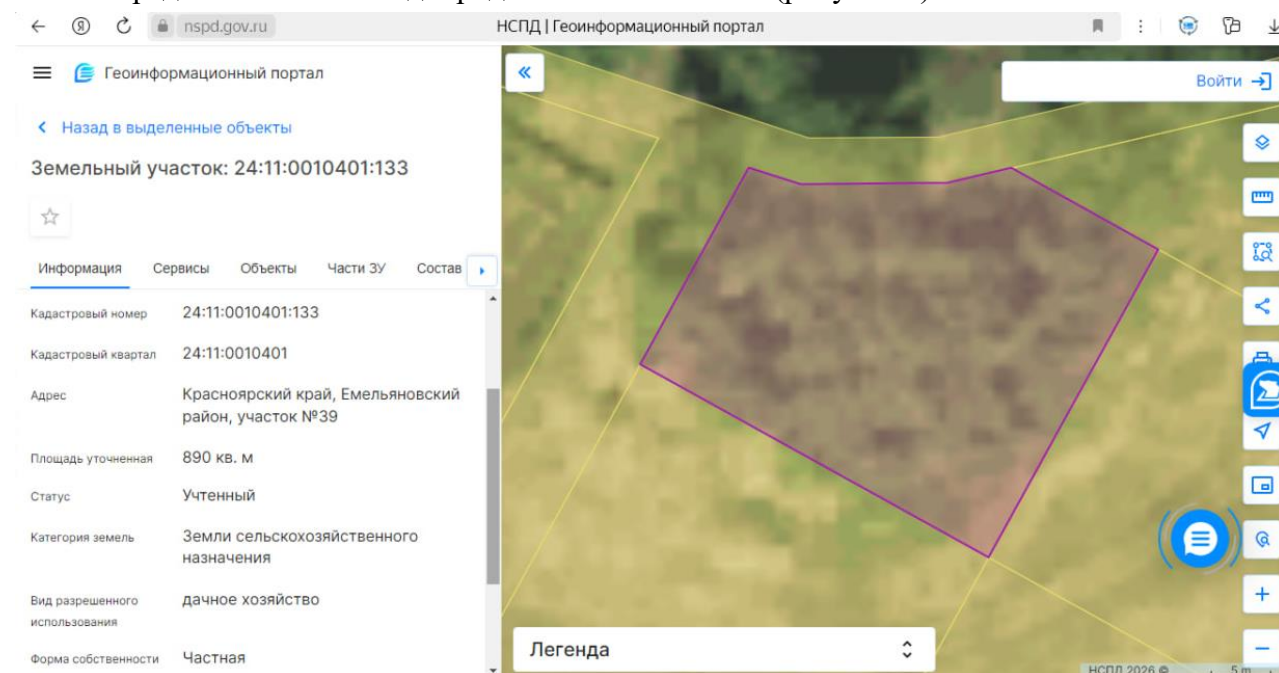 nspd.gov.ru
НСПД | Геоинформационный портал
Геоинформационный портал
Войти
Назад в выделенные объекты
Земельный участок: 24:11:0010401:133
Информация Сервисы Объекты Части ЗУ Состав
Кадастровый номер 24:11:0010401:133
Кадастровый квартал 24:11:0010401
Адрес Красноярский край, Емельяновский
район, участок №39
Площадь уточненная 890 кв. м
Статус Учтенный
Категория земель Земли сельскохозяйственного
назначения
Вид разрешенного дачное хозяйство
использования
Форма собственности Частная
Легенда
НСПД 2026 © 5 m